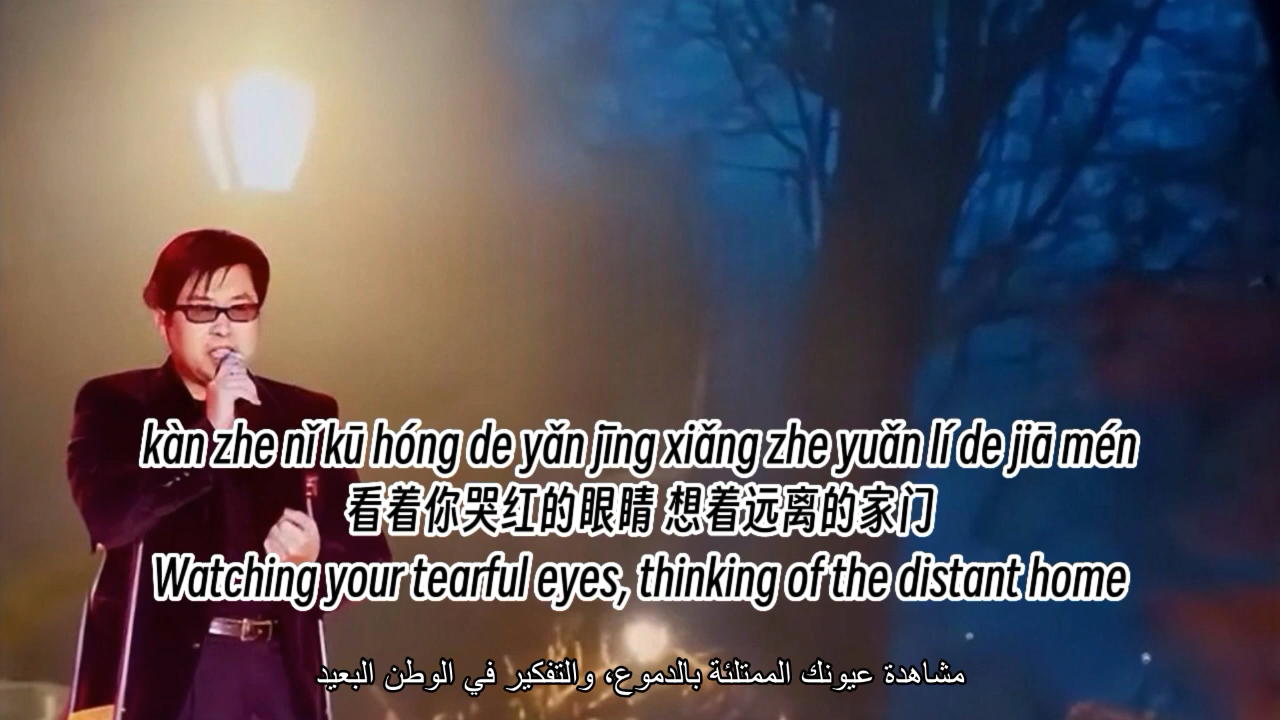 kàn zhe nǐ kū hóng de yǎn jīng xiǎng zhe yuǎn lí de jiā mén
看着你哭红的眼睛 想着远离的家门
Watching your tearful eyes, thinking of the distant home
مشاهدة عيونك الممتلئة بالدموع، والتفكير في الوطن البعيد